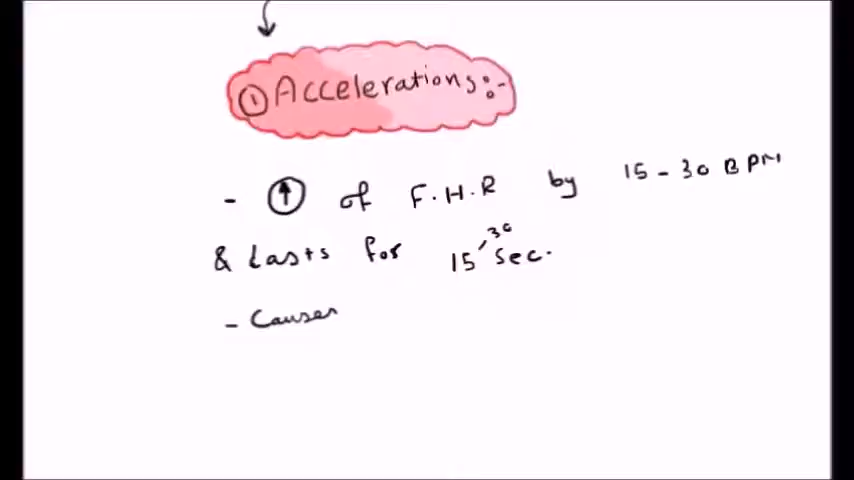 ① Accelerations:-
- ↑ of F.H.R by 15-30 BPM
& Lasts for 15-30 Sec.
- Causes